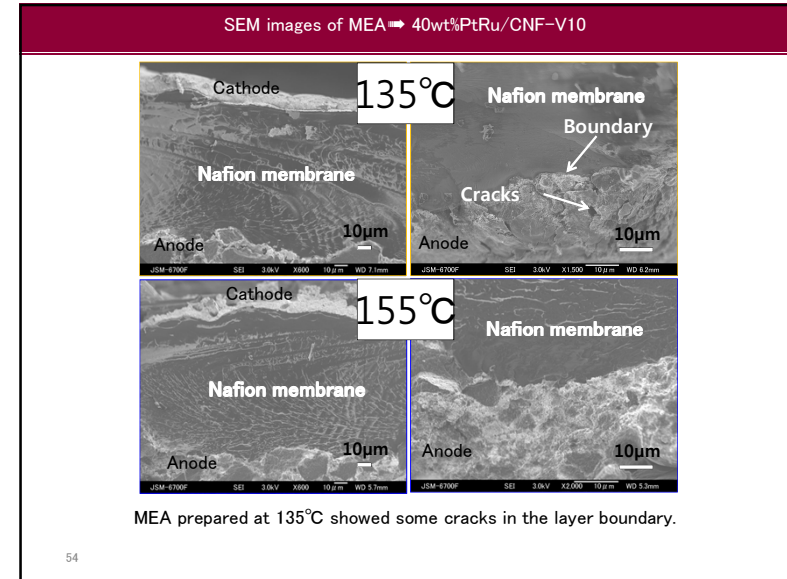 SEM images of MEA➠ 40wt%PtRu/CNF-V10
135℃
Cathode
Nafion membrane
Anode
10μm
JSM-6700F SEI 3.0kV X600 10μm WD 7.1mm
Nafion membrane
Boundary
Cracks
Anode
10μm
JSM-6700F SEI 3.0kV X1,500 10μm WD 6.2mm
155℃
Cathode
Nafion membrane
Anode
10μm
JSM-6700F SEI 3.0kV X600 10μm WD 5.7mm
Nafion membrane
Anode
10μm
JSM-6700F SEI 3.0kV X2,000 10μm WD 5.3mm
MEA prepared at 135℃ showed some cracks in the layer boundary.
54